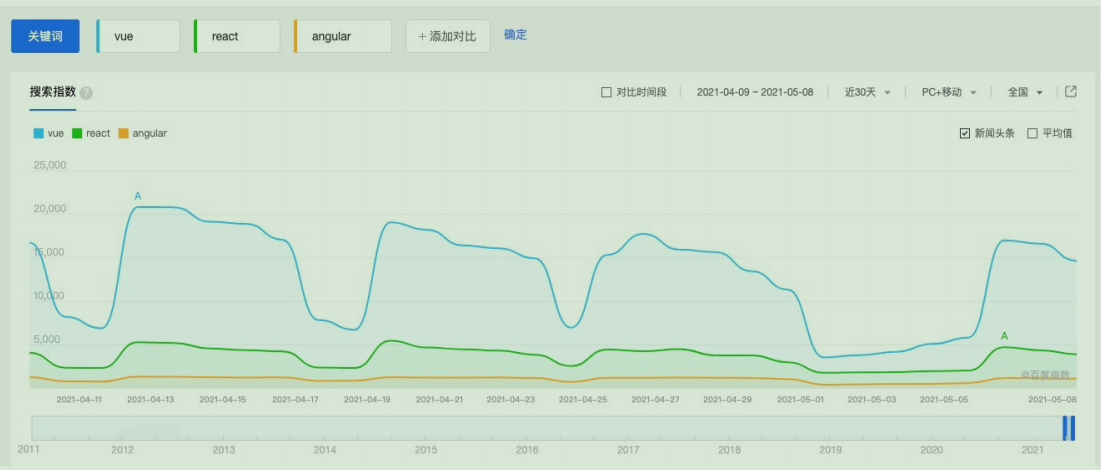 关键词 vue react angular +添加对比 确定
搜索指数 ? 对比时间段 2021-04-09 ~ 2021-05-08 近30天 PC+移动 全国
vue react angular 新闻头条 平均值
25,000
A
20,000
15,000
10,000
5,000
A
@百度指数
2021-04-11 2021-04-13 2021-04-15 2021-04-17 2021-04-19 2021-04-21 2021-04-23 2021-04-25 2021-04-27 2021-04-29 2021-05-01 2021-05-03 2021-05-05 2021-05-08
2011 2012 2013 2014 2015 2016 2017 2018 2019 2020 2021